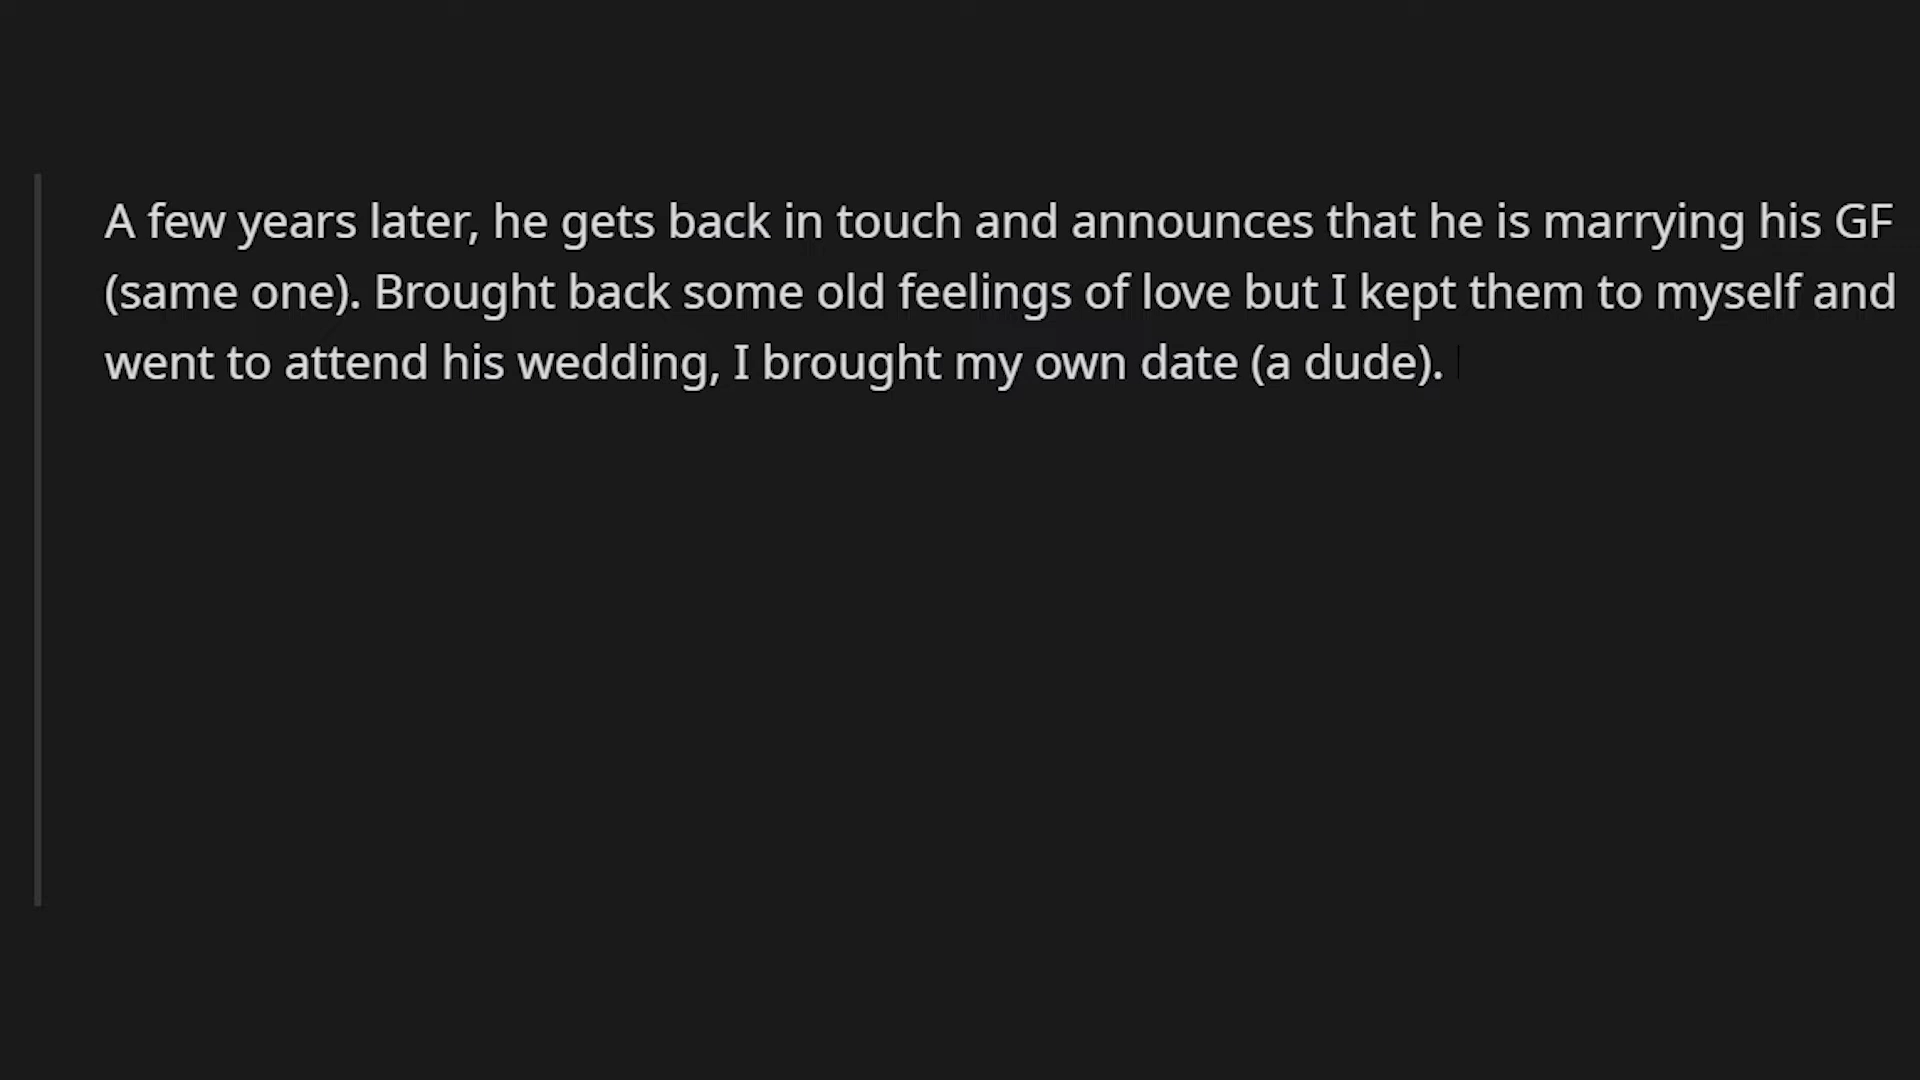 A few years later, he gets back in touch and announces that he is marrying his GF
(same one). Brought back some old feelings of love but I kept them to myself and
went to attend his wedding, I brought my own date (a dude).